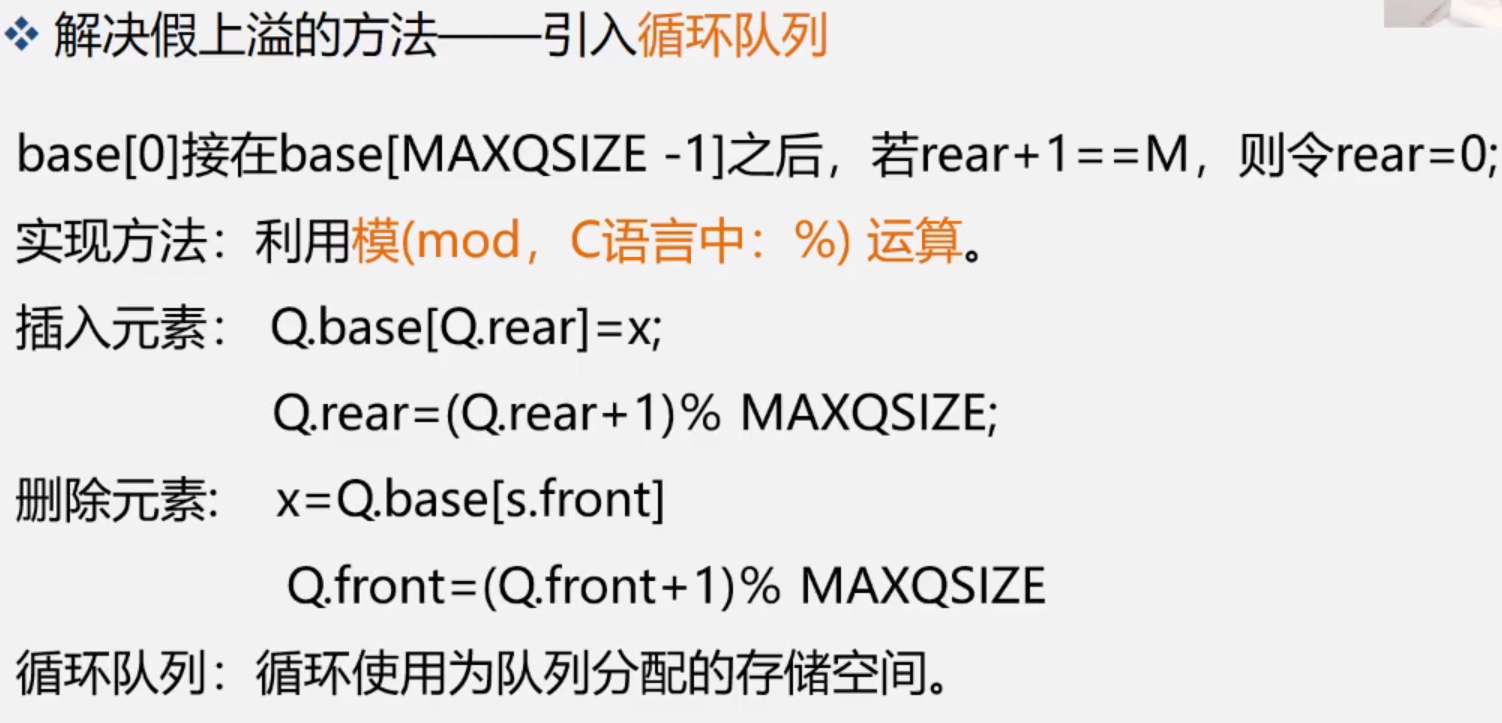 ❖ 解决假上溢的方法——引入循环队列
base[0]接在base[MAXQSIZE -1]之后，若rear+1==M，则令rear=0;
实现方法：利用模(mod，C语言中：%) 运算。
插入元素： Q.base[Q.rear]=x;
Q.rear=(Q.rear+1)% MAXQSIZE;
删除元素: x=Q.base[s.front]
Q.front=(Q.front+1)% MAXQSIZE
循环队列：循环使用为队列分配的存储空间。